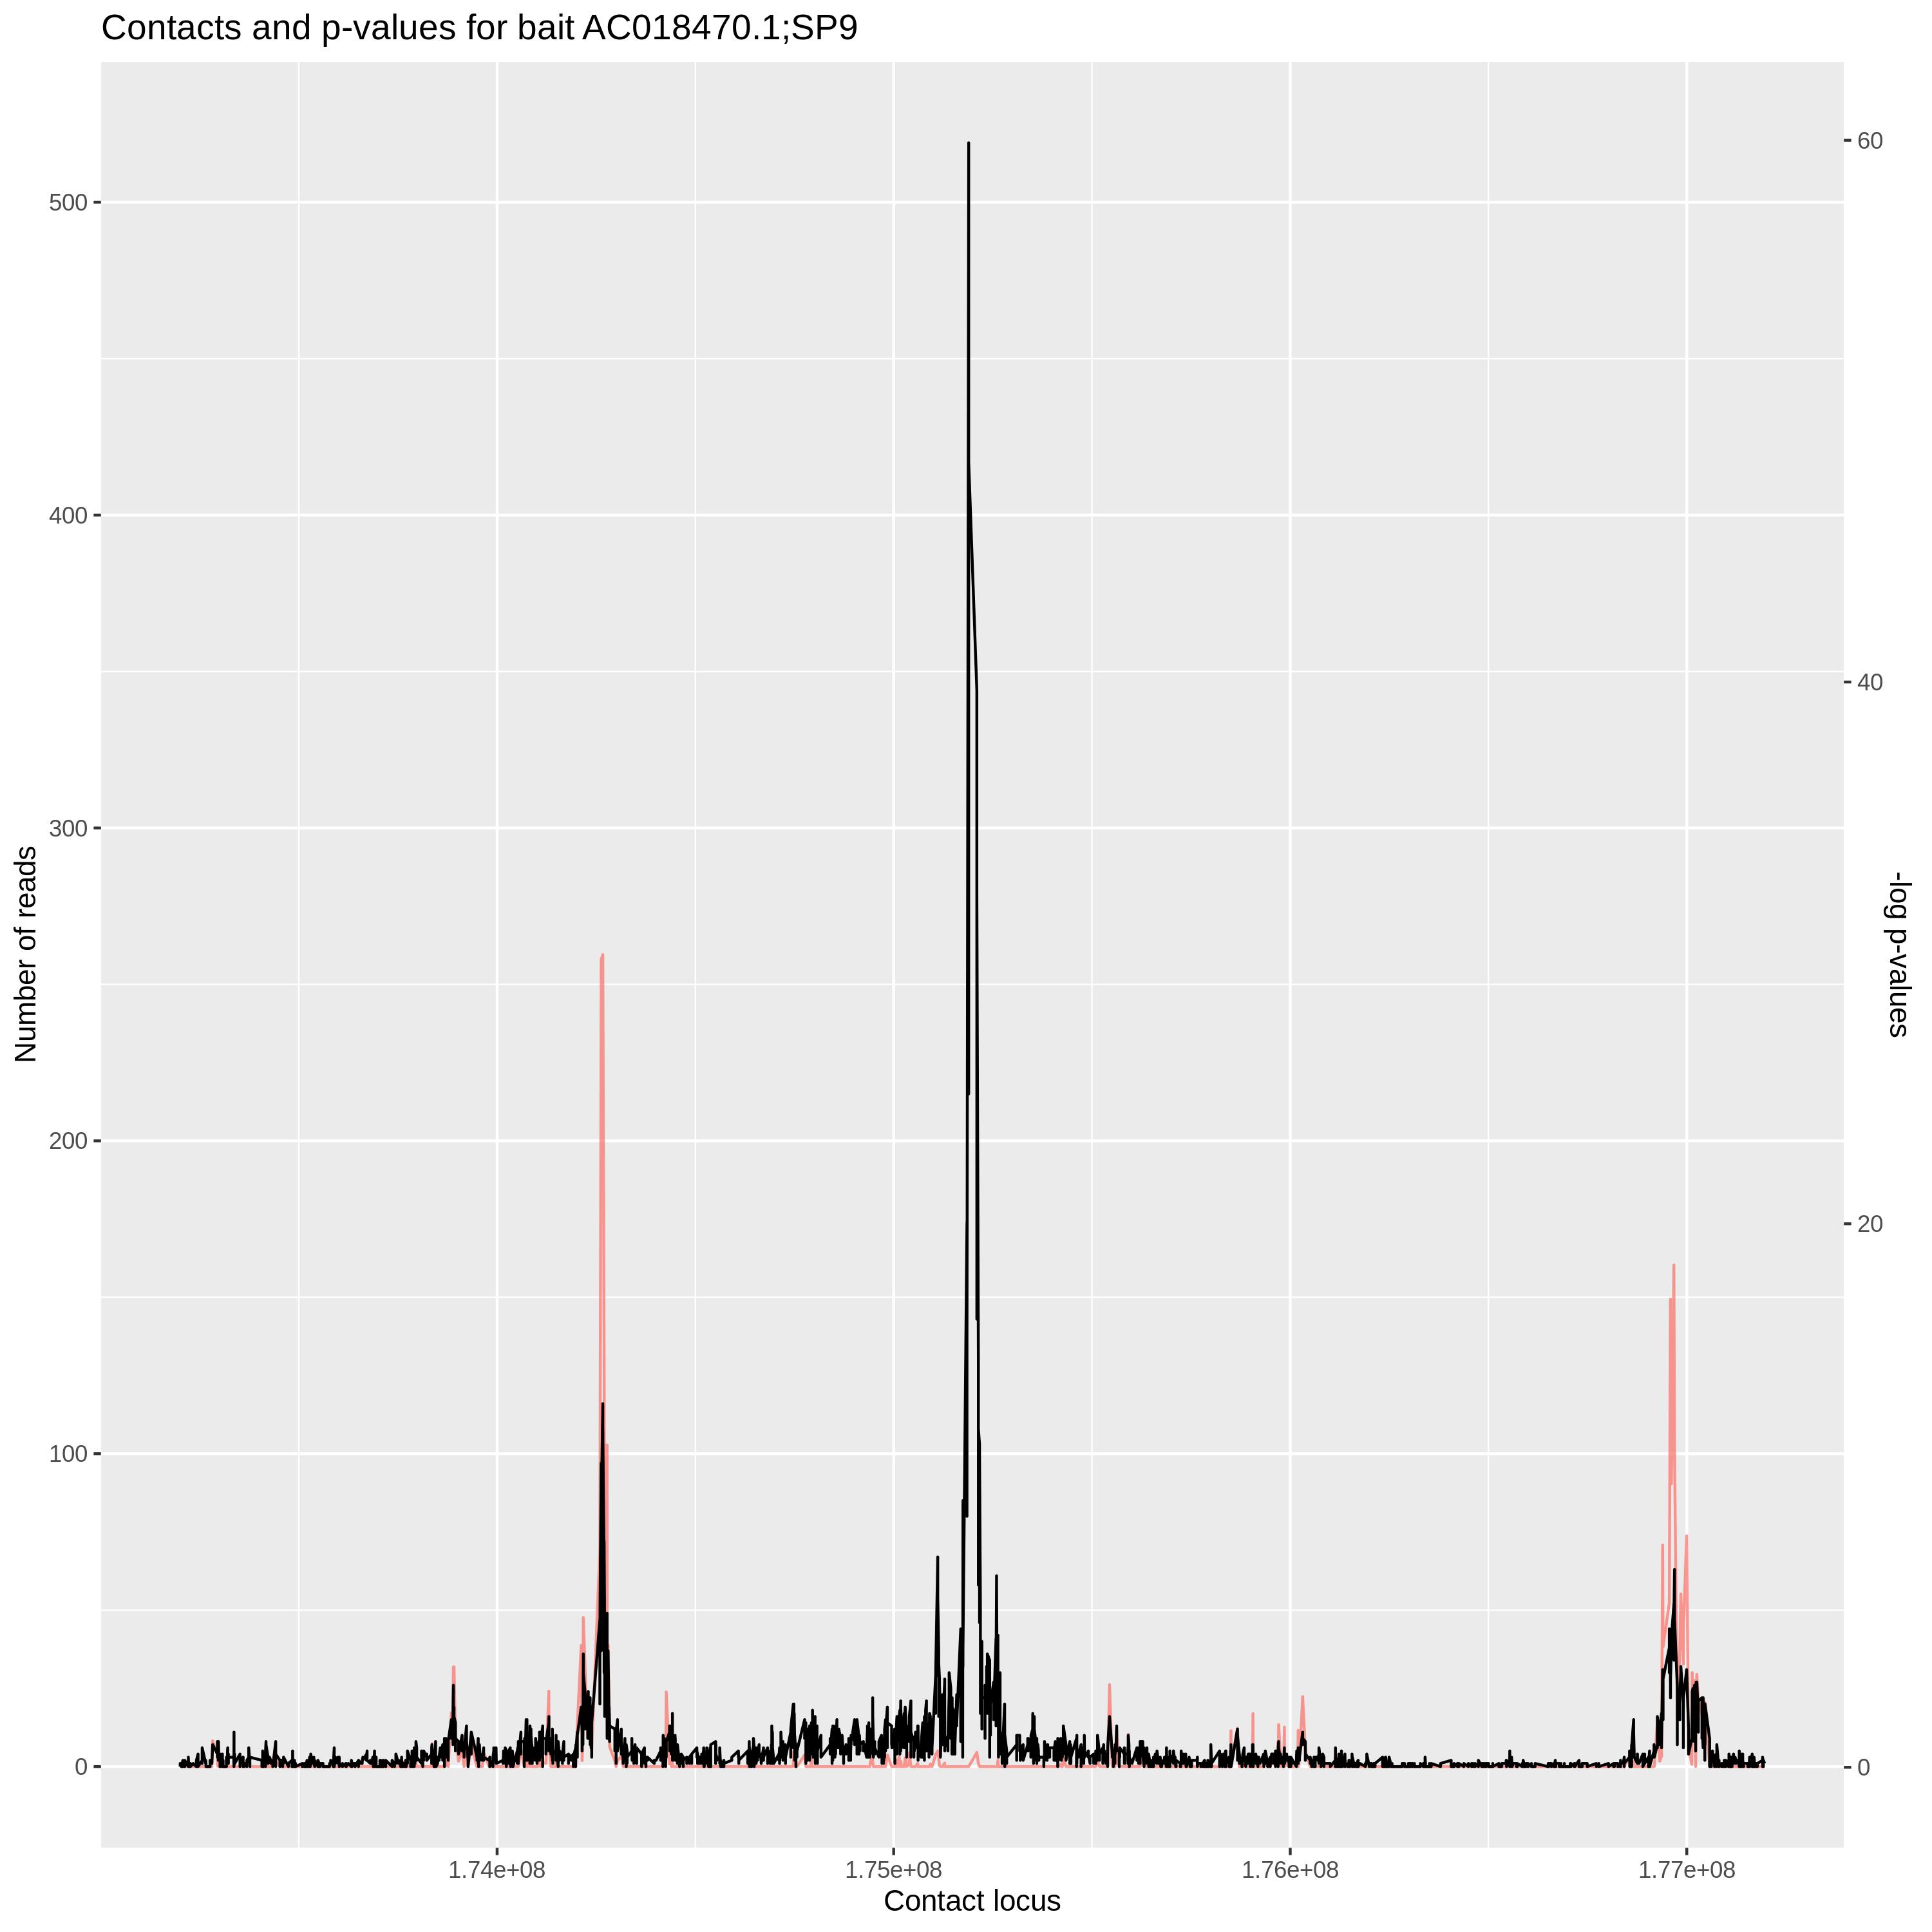 Contacts and p-values for bait AC018470.1;SP9
500
400
300
200
100
0
Number of reads
60
40
20
0
-log p-values
1.74e+08
1.75e+08
1.76e+08
1.77e+08
Contact locus